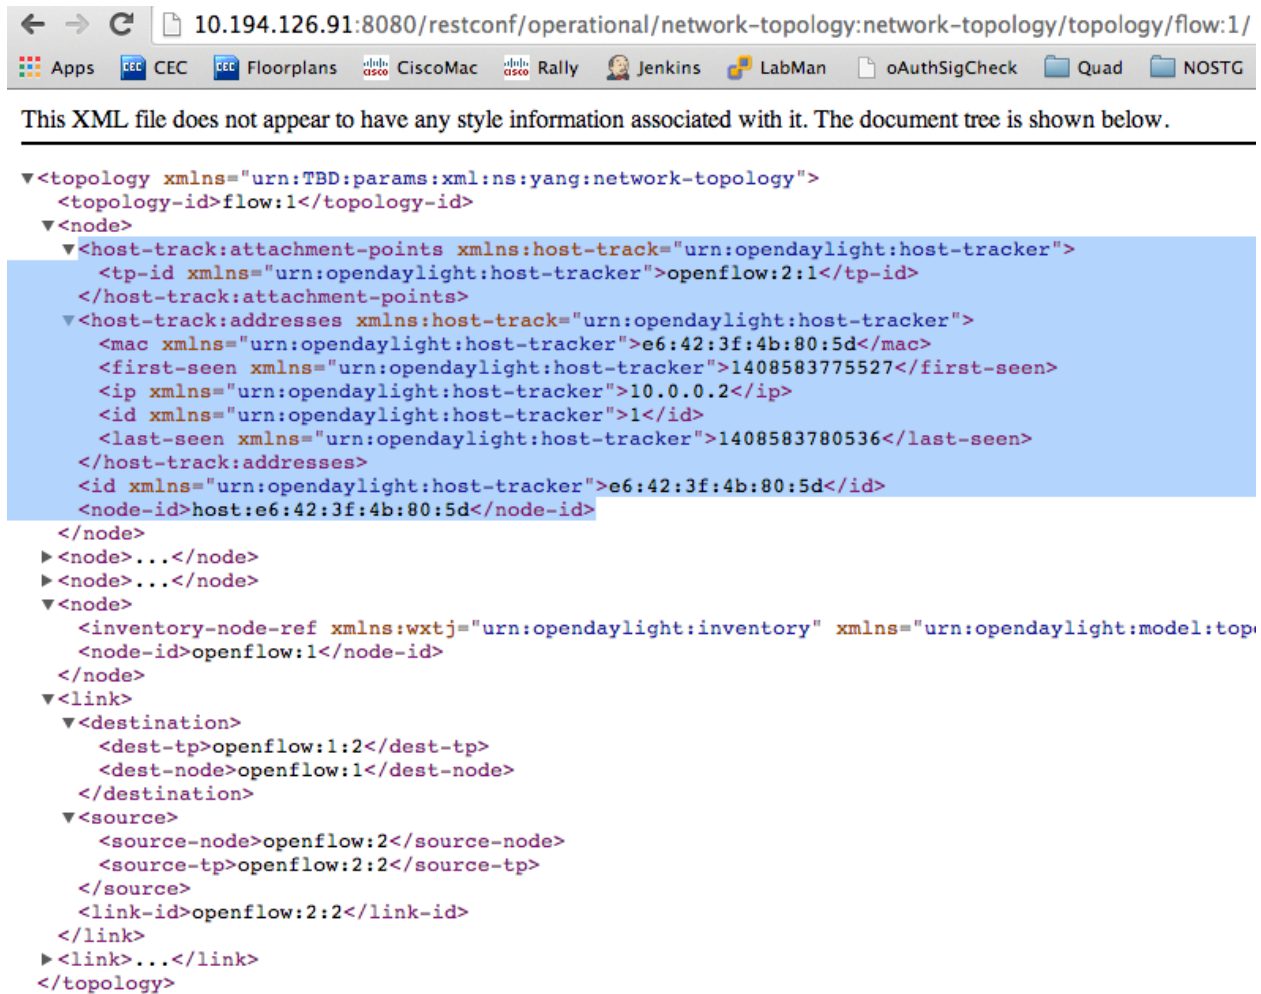 10.194.126.91:8080/restconf/operational/network-topology:network-topology/topology/flow:1/
Apps CEC CEC Floorplans cisco CiscoMac cisco Rally Jenkins LabMan oAuthSigCheck Quad NOSTG
This XML file does not appear to have any style information associated with it. The document tree is shown below.
▼<topology xmlns="urn:TBD:params:xml:ns:yang:network-topology">
<topology-id>flow:1</topology-id>
▼<node>
▼<host-track:attachment-points xmlns:host-track="urn:opendaylight:host-tracker">
<tp-id xmlns="urn:opendaylight:host-tracker">openflow:2:1</tp-id>
</host-track:attachment-points>
▼<host-track:addresses xmlns:host-track="urn:opendaylight:host-tracker">
<mac xmlns="urn:opendaylight:host-tracker">e6:42:3f:4b:80:5d</mac>
<first-seen xmlns="urn:opendaylight:host-tracker">1408583775527</first-seen>
<ip xmlns="urn:opendaylight:host-tracker">10.0.0.2</ip>
<id xmlns="urn:opendaylight:host-tracker">1</id>
<last-seen xmlns="urn:opendaylight:host-tracker">1408583780536</last-seen>
</host-track:addresses>
<id xmlns="urn:opendaylight:host-tracker">e6:42:3f:4b:80:5d</id>
<node-id>host:e6:42:3f:4b:80:5d</node-id>
</node>
▶<node>...</node>
▶<node>...</node>
▼<node>
<inventory-node-ref xmlns:wxtj="urn:opendaylight:inventory" xmlns="urn:opendaylight:model:topo
<node-id>openflow:1</node-id>
</node>
▼<link>
▼<destination>
<dest-tp>openflow:1:2</dest-tp>
<dest-node>openflow:1</dest-node>
</destination>
▼<source>
<source-node>openflow:2</source-node>
<source-tp>openflow:2:2</source-tp>
</source>
<link-id>openflow:2:2</link-id>
</link>
▶<link>...</link>
</topology>